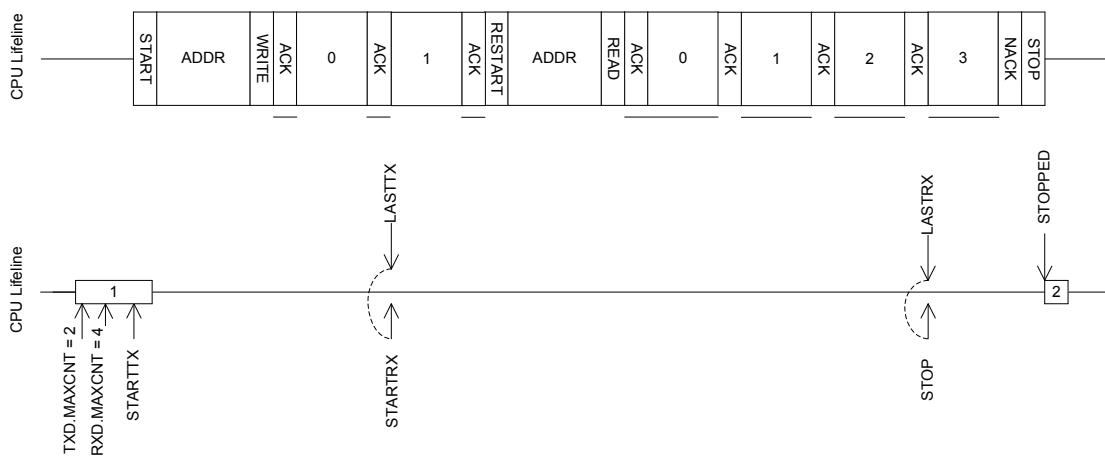 CPU Lifeline
START
ADDR
WRITE
ACK
0
ACK
1
ACK
RESTART
ADDR
READ
ACK
0
ACK
1
ACK
2
ACK
3
NACK
STOP
CPU Lifeline
1
TXD.MAXCNT = 2
RXD.MAXCNT = 4
STARTTX
LASTTX
STARTRX
LASTRX
STOP
STOPPED
2